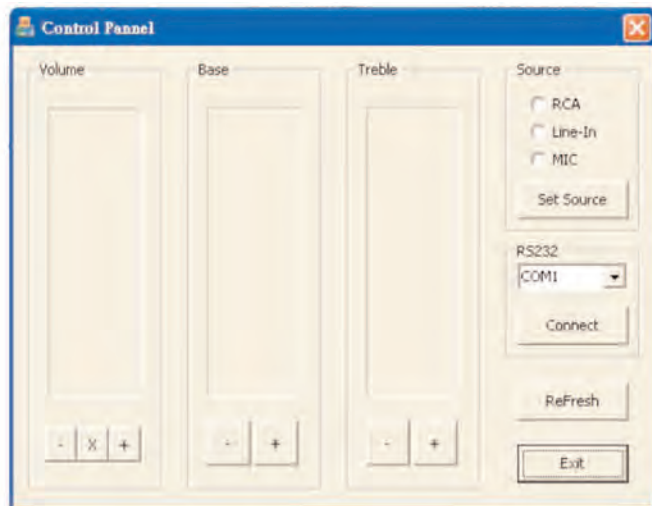 Control Pannel
Volume
Base
Treble
Source
RCA
Line-In
MIC
Set Source
RS232
COM1
Connect
ReFresh
Exit
- X +
- +
- +